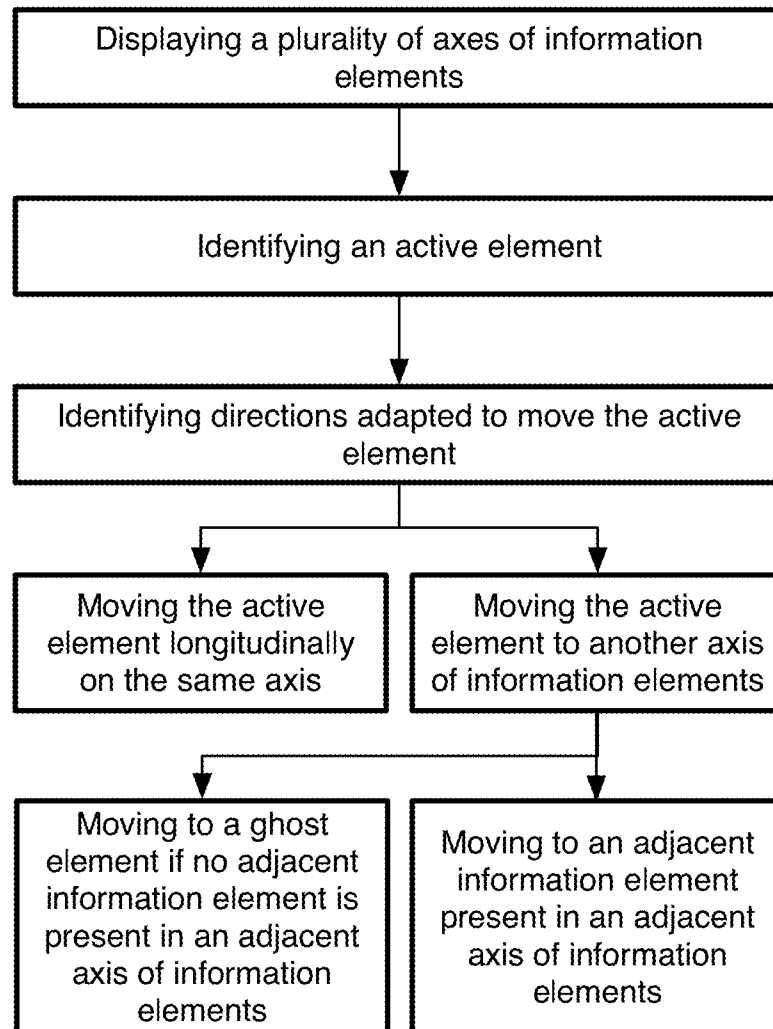 Displaying a plurality of axes of information
elements
Identifying an active element
Identifying directions adapted to move the active
element
Moving the active
element longitudinally
on the same axis
Moving the active
element to another axis
of information elements
Moving to a ghost
element if no adjacent
information element is
present in an adjacent
axis of information
elements
Moving to an adjacent
information element
present in an adjacent
axis of information
elements